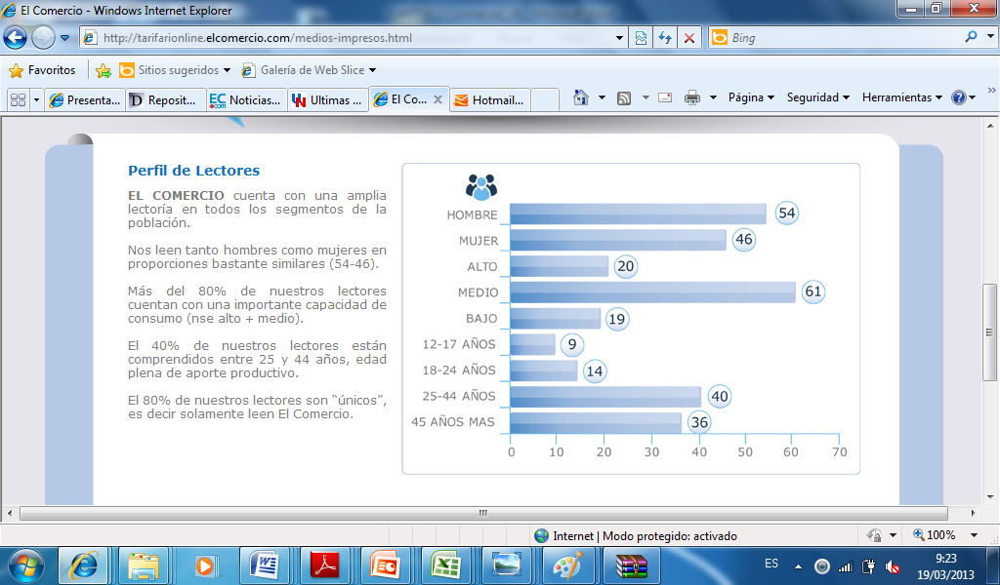 El Comercio - Windows Internet Explorer
http://tarifarionline.elcomercio.com/medios-impresos.html
Bing
Favoritos
Sitios sugeridos
Galería de Web Slice
Presenta...
Reposit...
Noticias...
Ultimas ...
El Co...
Hotmail...
Página
Seguridad
Herramientas
Perfil de Lectores
EL COMERCIO cuenta con una amplia
lectoría en todos los segmentos de la
población.
Nos leen tanto hombres como mujeres en
proporciones bastante similares (54-46).
Más del 80% de nuestros lectores
cuentan con una importante capacidad de
consumo (nse alto + medio).
El 40% de nuestros lectores están
comprendidos entre 25 y 44 años, edad
plena de aporte productivo.
El 80% de nuestros lectores son “únicos”,
es decir solamente leen El Comercio.
HOMBRE 54
MUJER 46
ALTO 20
MEDIO 61
BAJO 19
12-17 AÑOS 9
18-24 AÑOS 14
25-44 AÑOS 40
45 AÑOS MAS 36
0 10 20 30 40 50 60 70
Internet | Modo protegido: activado
100%
ES
9:23
19/03/2013